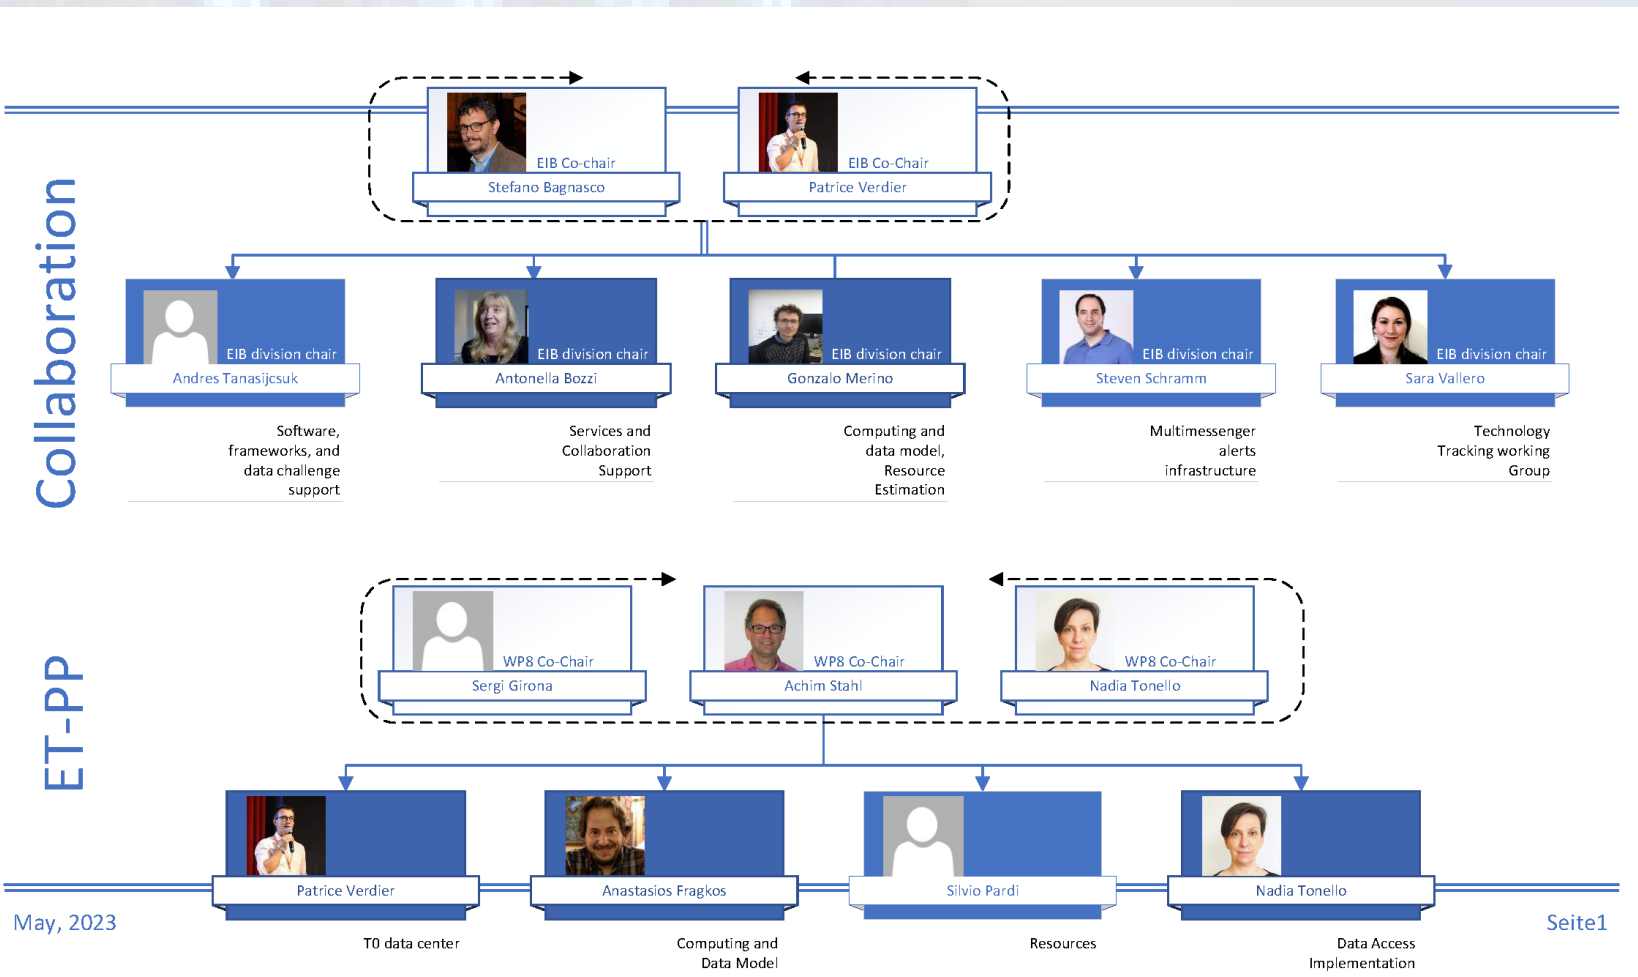 Collaboration
EIB Co-chair
Stefano Bagnasco
EIB Co-Chair
Patrice Verdier
EIB division chair
Andres Tanasijcsuk
Software,
frameworks, and
data challenge
support
EIB division chair
Antonella Bozzi
Services and
Collaboration
Support
EIB division chair
Gonzalo Merino
Computing and
data model,
Resource
Estimation
EIB division chair
Steven Schramm
Multimessenger
alerts
infrastructure
EIB division chair
Sara Vallero
Technology
Tracking working
Group
ET-PP
WP8 Co-Chair
Sergi Girona
WP8 Co-Chair
Achim Stahl
WP8 Co-Chair
Nadia Tonello
Patrice Verdier
T0 data center
Anastasios Fragkos
Computing and
Data Model
Silvio Pardi
Resources
Nadia Tonello
Data Access
Implementation
May, 2023
Seite1